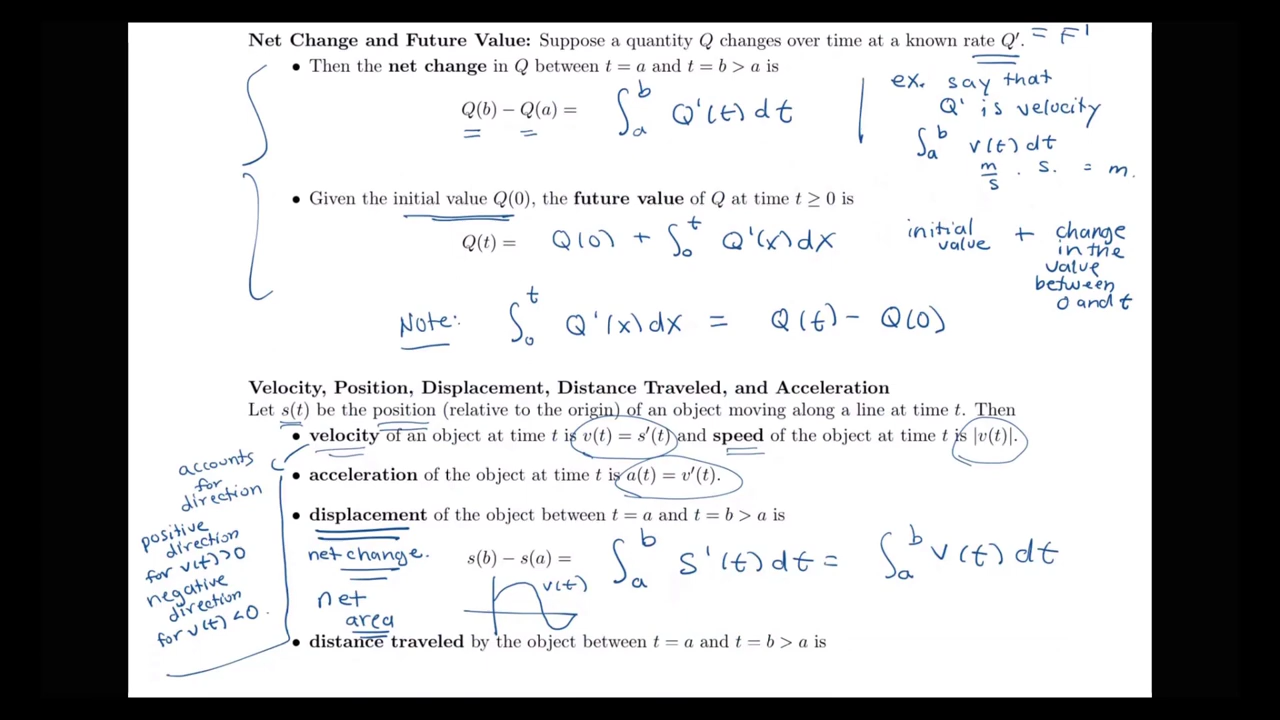 Net Change and Future Value: Suppose a quantity Q changes over time at a known rate Q′. = F'
• Then the net change in Q between t = a and t = b > a is
Q(b) − Q(a) = ∫_a^b Q'(t) dt
ex. say that
Q' is velocity
∫_a^b v(t) dt
m/s · s. = m.
• Given the initial value Q(0), the future value of Q at time t ≥ 0 is
Q(t) = Q(0) + ∫_0^t Q'(x) dx
initial value + change in the value between 0 and t
Note: ∫_0^t Q'(x) dx = Q(t) - Q(0)
Velocity, Position, Displacement, Distance Traveled, and Acceleration
Let s(t) be the position (relative to the origin) of an object moving along a line at time t. Then
• velocity of an object at time t is v(t) = s′(t) and speed of the object at time t is |v(t)|.
accounts
for
direction
positive
direction
for v(t) > 0
negative
direction
for v(t) < 0.
• acceleration of the object at time t is a(t) = v′(t).
• displacement of the object between t = a and t = b > a is
net change.
s(b) − s(a) = ∫_a^b s'(t) dt = ∫_a^b v(t) dt
v(t)
net
area
• distance traveled by the object between t = a and t = b > a is